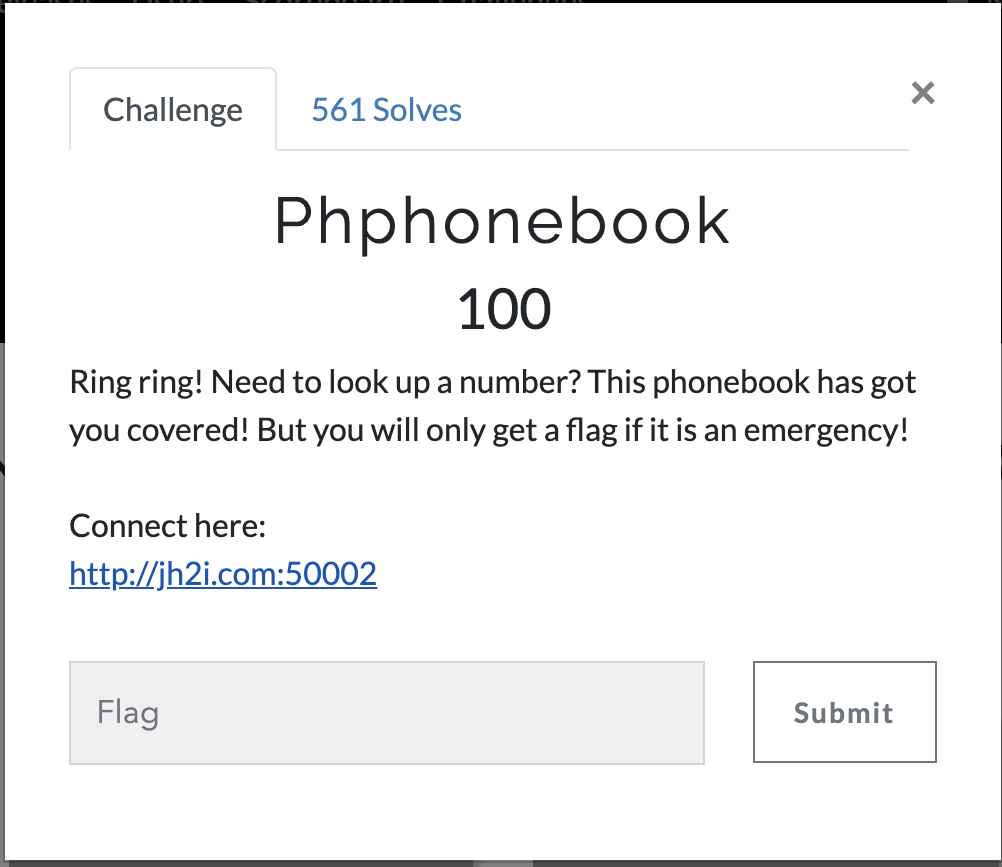 Challenge
561 Solves
×
Phphonebook
100
Ring ring! Need to look up a number? This phonebook has got
you covered! But you will only get a flag if it is an emergency!
Connect here:
http://jh2i.com:50002
Flag
Submit